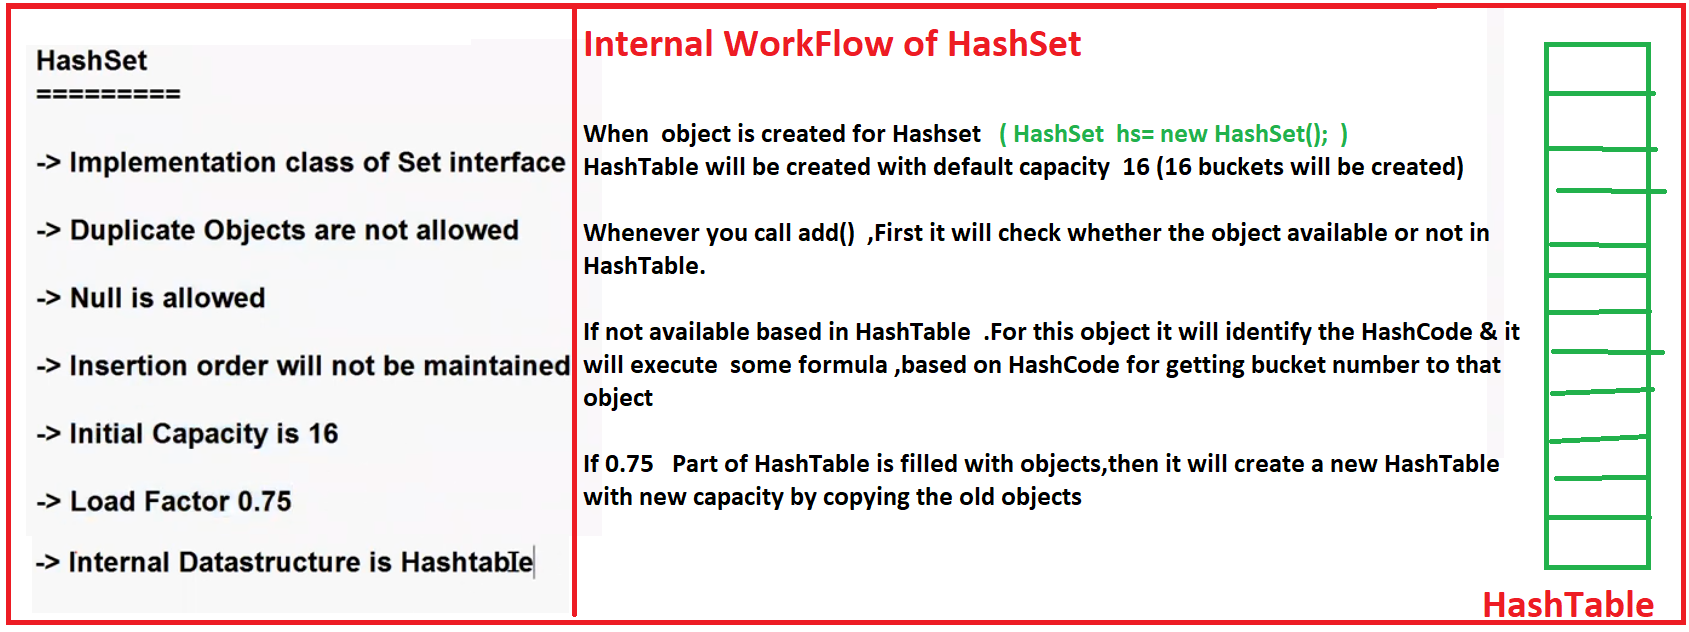 HashSet
=========
-> Implementation class of Set interface
-> Duplicate Objects are not allowed
-> Null is allowed
-> Insertion order will not be maintained
-> Initial Capacity is 16
-> Load Factor 0.75
-> Internal Datastructure is Hashtable
Internal WorkFlow of HashSet
When object is created for Hashset ( HashSet hs= new HashSet(); )
HashTable will be created with default capacity 16 (16 buckets will be created)
Whenever you call add() ,First it will check whether the object available or not in
HashTable.
If not available based in HashTable .For this object it will identify the HashCode & it
will execute some formula ,based on HashCode for getting bucket number to that
object
If 0.75 Part of HashTable is filled with objects,then it will create a new HashTable
with new capacity by copying the old objects
HashTable